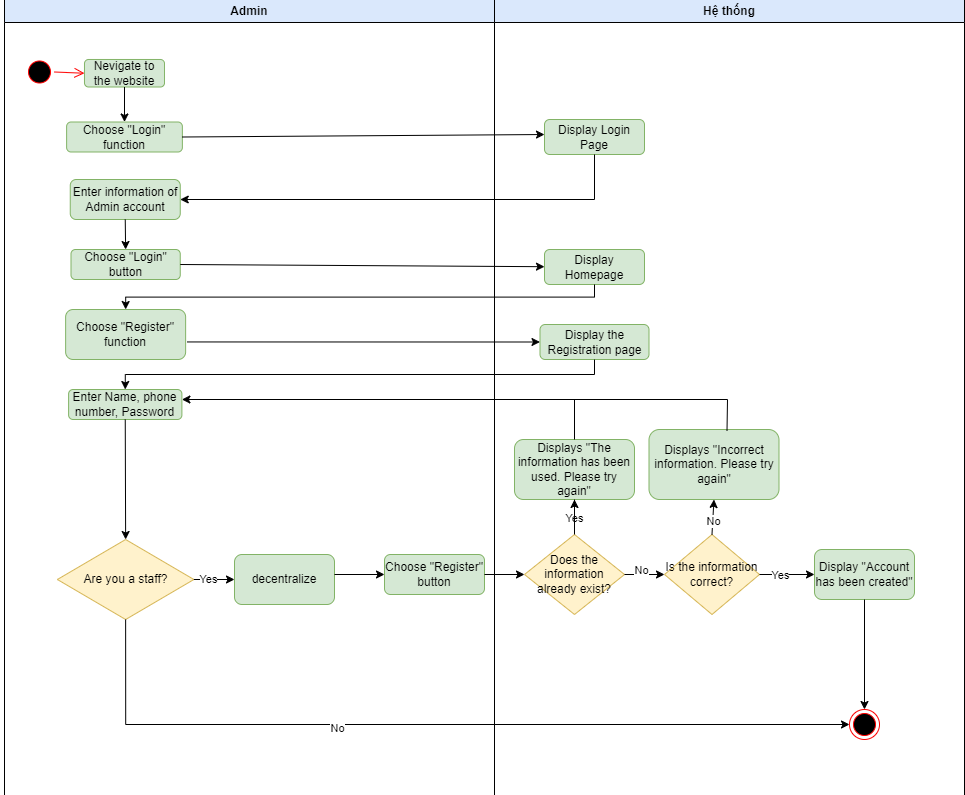 Admin
Hệ thống
Nevigate to
the website
Choose "Login"
function
Display Login
Page
Enter information of
Admin account
Choose "Login"
button
Display
Homepage
Choose "Register"
function
Display the
Registration page
Enter Name, phone
number, Password
Displays "The
information has been
used. Please try
again"
Displays "Incorrect
information. Please try
again"
Yes
No
Are you a staff?
Yes
decentralize
Choose "Register"
button
Does the
information
already exist?
No
Is the information
correct?
Yes
Display "Account
has been created"
No